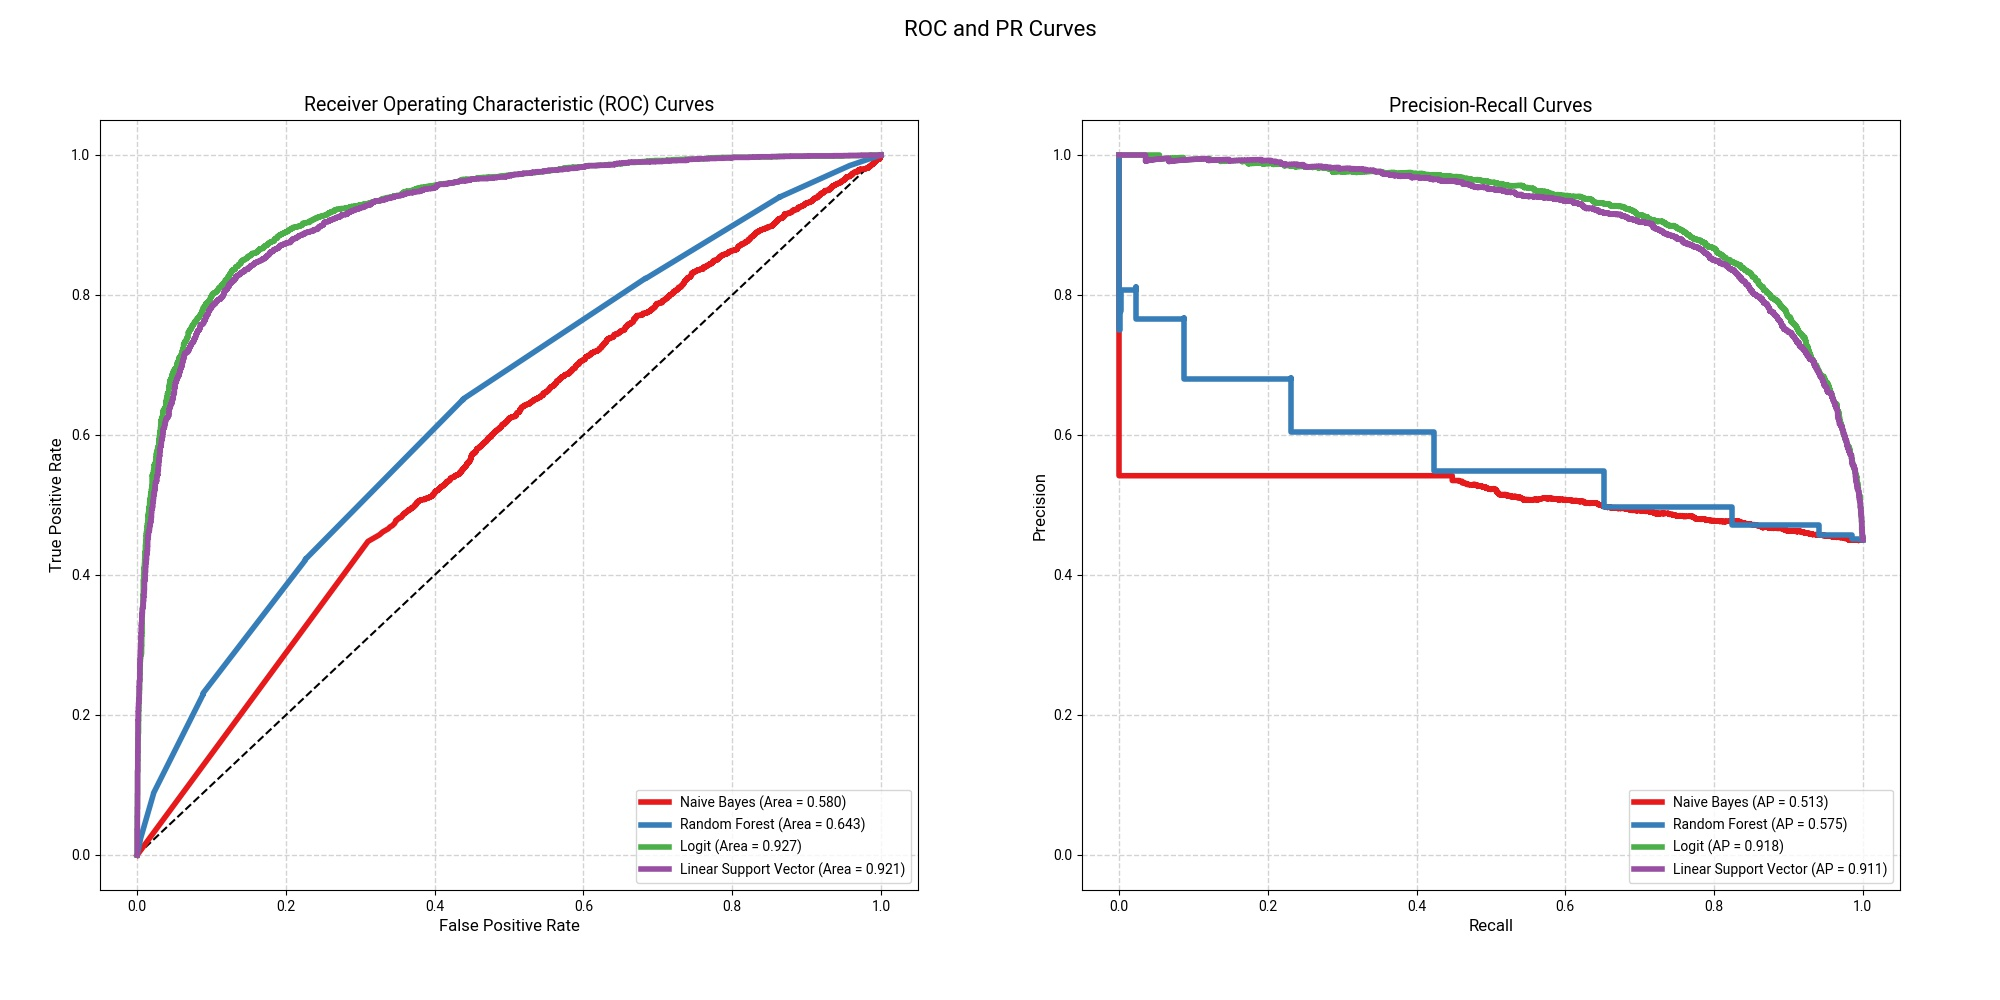 ROC and PR Curves
Receiver Operating Characteristic (ROC) Curves
True Positive Rate
1.0
0.8
0.6
0.4
0.2
0.0
Naive Bayes (Area = 0.580)
Random Forest (Area = 0.643)
Logit (Area = 0.927)
Linear Support Vector (Area = 0.921)
0.0 0.2 0.4 0.6 0.8 1.0
False Positive Rate
Precision-Recall Curves
Precision
1.0
0.8
0.6
0.4
0.2
0.0
Naive Bayes (AP = 0.513)
Random Forest (AP = 0.575)
Logit (AP = 0.918)
Linear Support Vector (AP = 0.911)
0.0 0.2 0.4 0.6 0.8 1.0
Recall